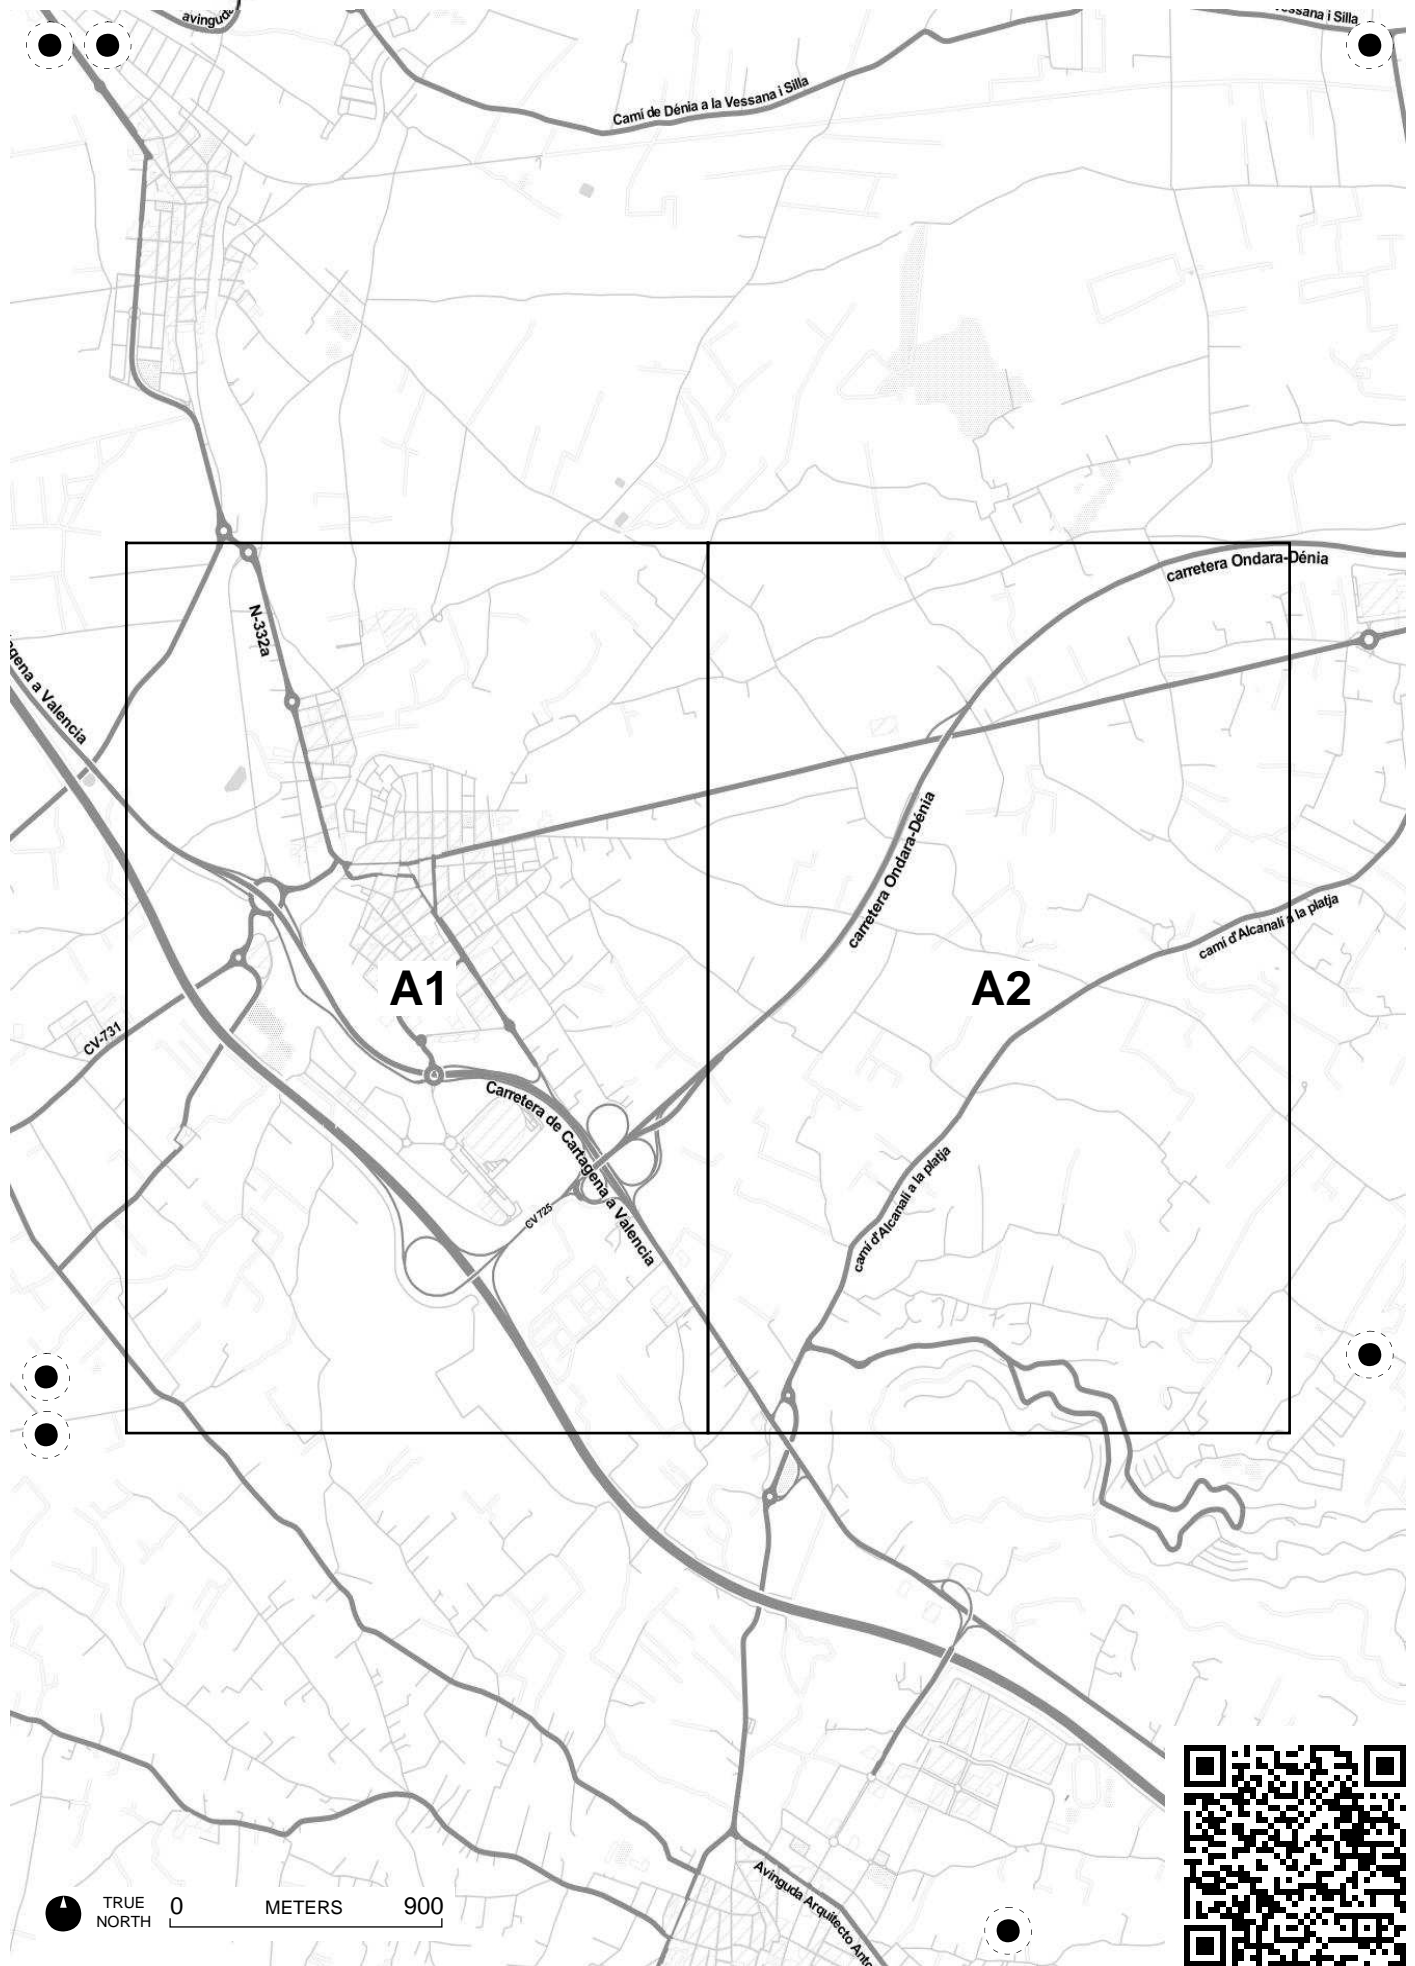 avinguda
Vessana i Silla
Camí de Dénia a la Vessana i Silla
carretera Ondara-Dénia
N-332a
gena a Valencia
carretera Ondara-Dénia
camí d'Alcanalí a la platja
A1
A2
CV-731
Carretera de Cartagena a Valencia
camí d'Alcanalí a la platja
CV 725
Avinguda Arquitecto Anto
TRUE
NORTH
0 METERS 900